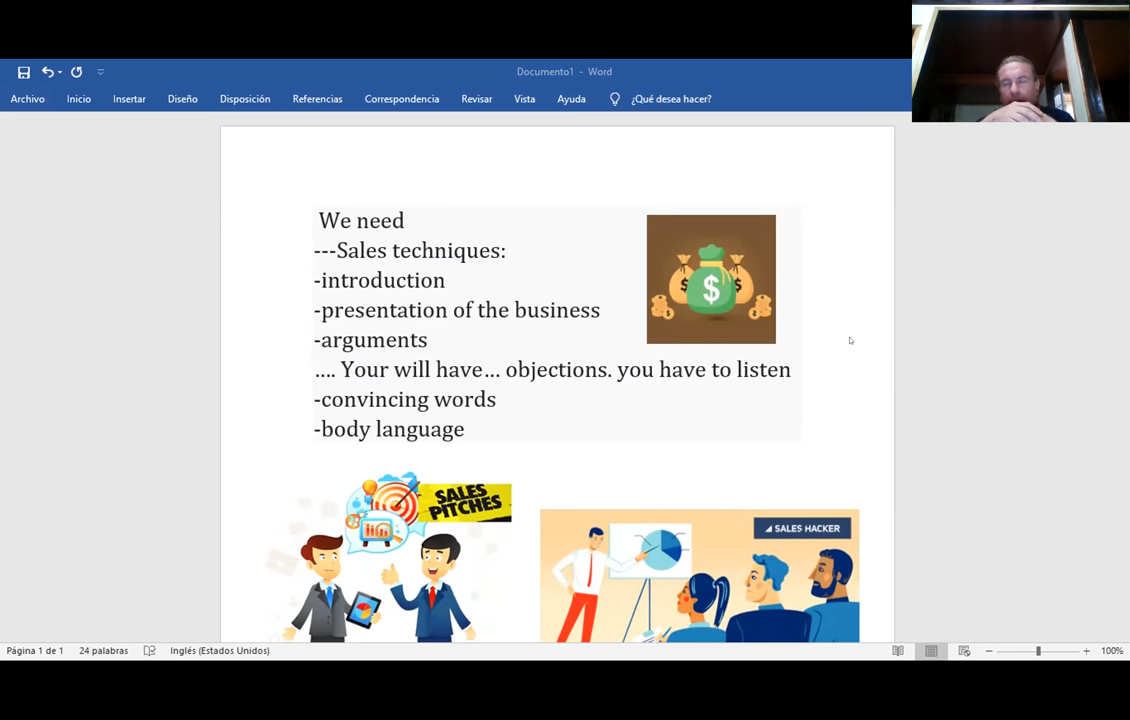 Documento1 - Word
Archivo Inicio Insertar Diseño Disposición Referencias Correspondencia Revisar Vista Ayuda ¿Qué desea hacer?
We need
---Sales techniques:
-introduction
-presentation of the business
-arguments
.... Your will have... objections. you have to listen
-convincing words
-body language
$ $ $
SALES
PITCHES
SALES HACKER
Página 1 de 1 24 palabras Inglés (Estados Unidos) 100%